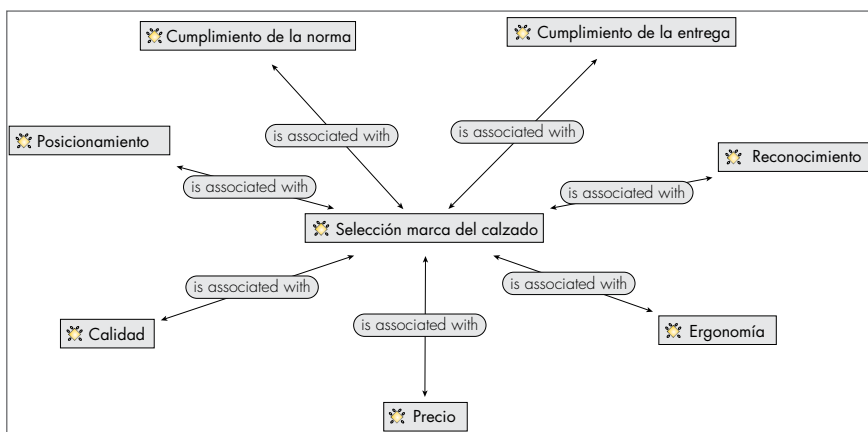 Cumplimiento de la norma
Cumplimiento de la entrega
is associated with
is associated with
Posicionamiento
Reconocimiento
is associated with
is associated with
Selección marca del calzado
is associated with
is associated with
is associated with
Calidad
Ergonomía
Precio